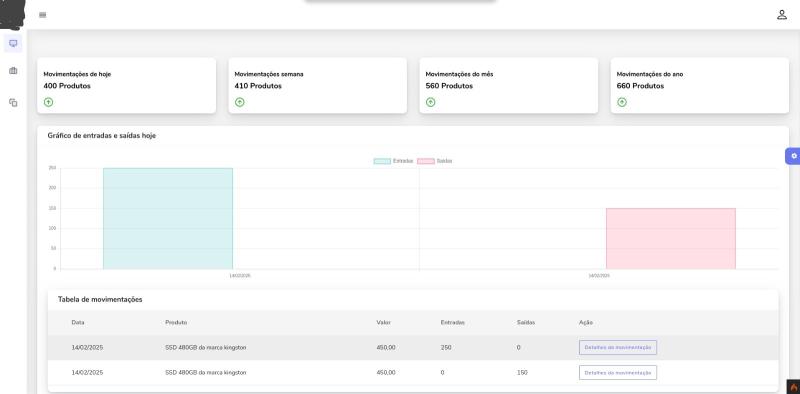 Movimentações de hoje
400 Produtos
Movimentações semana
410 Produtos
Movimentações do mês
560 Produtos
Movimentações do ano
660 Produtos
Gráfico de entradas e saídas hoje
Entradas Saídas
250
200
150
100
50
0
14/02/2025 14/02/2025
Tabela de movimentações
Data Produto Valor Entradas Saídas Ação
14/02/2025 SSD 480GB da marca kingston 450,00 250 0 Detalhes da movimentação
14/02/2025 SSD 480GB da marca kingston 450,00 0 150 Detalhes da movimentação